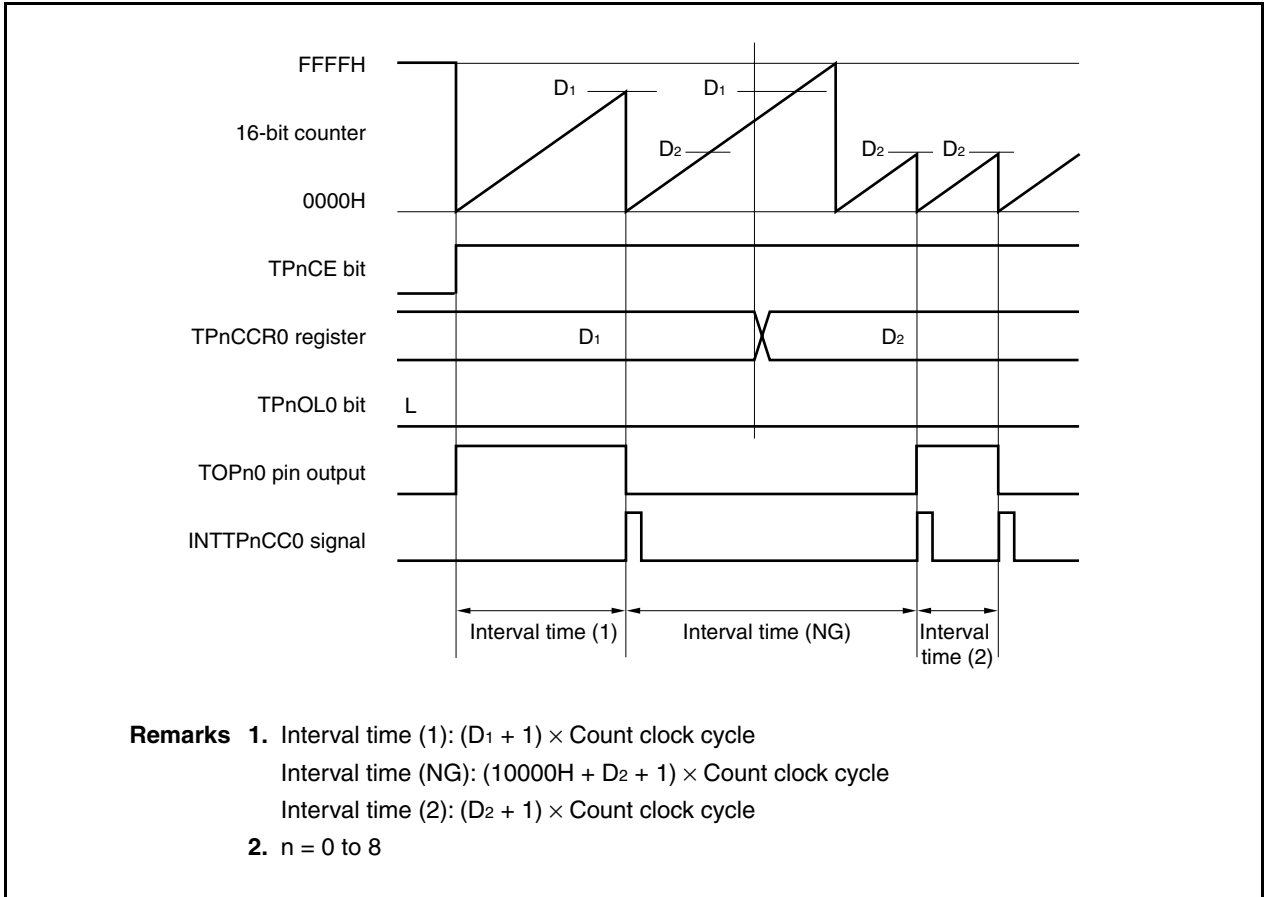 FFFFH
D1 D1
16-bit counter
D2 D2 D2
0000H
TPnCE bit
TPnCCR0 register D1 D2
TPnOL0 bit L
TOPn0 pin output
INTTPnCC0 signal
Interval time (1) Interval time (NG) Interval
time (2)
Remarks 1. Interval time (1): (D1 + 1) × Count clock cycle
Interval time (NG): (10000H + D2 + 1) × Count clock cycle
Interval time (2): (D2 + 1) × Count clock cycle
2. n = 0 to 8